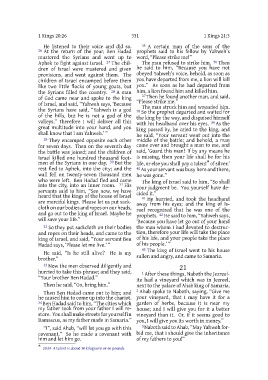 1 Kings 20:26
331
1 Kings 21:3
He listened to their voice and did so.
26 At the return of the year, Ben Hadad
mustered the Syrians and went up to
Aphek to fight against Israel. 27 The chil-
dren of Israel were mustered and given
provisions, and went against them. The
children of Israel encamped before them
like two little flocks of young goats, but
the Syrians filled the country. 28 A man
of God came near and spoke to the king
of Israel, and said, “Yahweh says, ‘Because
the Syrians have said, “Yahweh is a god
of the hills, but he is not a god of the
valleys,” therefore I will deliver all this
great multitude into your hand, and you
shall know that I am Yahweh.’”
29 They encamped opposite each other
for seven days. Then on the seventh day
the battle was joined; and the children of
Israel killed one hundred thousand foot-
men of the Syrians in one day. 30 But the
rest fled to Aphek, into the city; and the
wall fell on twenty-seven thousand men
who were left. Ben Hadad fled and came
into the city, into an inner room. 31 His
servants said to him, “See now, we have
heard that the kings of the house of Israel
are merciful kings. Please let us put sack-
cloth on our bodies and ropes on our heads,
and go out to the king of Israel. Maybe he
will save your life.”
32 So they put sackcloth on their bodies
and ropes on their heads, and came to the
king of Israel, and said, “Your servant Ben
Hadad says, ‘Please let me live.’”
He said, “Is he still alive? He is my
brother.”
33 Now the men observed diligently and
hurried to take this phrase; and they said,
“Your brother Ben Hadad.”
Then he said, “Go, bring him.”
Then Ben Hadad came out to him; and
he caused him to come up into the chariot.
34 Ben Hadad said to him, “The cities which
my father took from your father I will re-
store. You shall make streets for yourself in
Damascus, as my father made in Samaria.”
“I”, said Ahab, “will let you go with this
covenant.” So he made a covenant with
him and let him go.
35 A certain man of the sons of the
prophets said to his fellow by Yahweh’s
word, “Please strike me!”
The man refused to strike him. 36 Then
he said to him, “Because you have not
obeyed Yahweh’s voice, behold, as soon as
you have departed from me, a lion will kill
you.” As soon as he had departed from
him, a lion found him and killed him.
37 Then he found another man, and said,
“Please strike me.”
The man struck him and wounded him.
38 So the prophet departed and waited for
the king by the way, and disguised himself
with his headband over his eyes. 39 As the
king passed by, he cried to the king, and
he said, “Your servant went out into the
middle of the battle; and behold, a man
came over and brought a man to me, and
said, ‘Guard this man! If by any means he
is missing, then your life shall be for his
life, or else you shall pay a talent of silver.’
40 As your servant was busy here and there,
he was gone.”
The king of Israel said to him, “So shall
your judgment be. You yourself have de-
cided it.”
41 He hurried, and took the headband
away from his eyes; and the king of Is-
rael recognized that he was one of the
prophets. 42 He said to him, “Yahweh says,
‘Because you have let go out of your hand
the man whom I had devoted to destruc-
tion, therefore your life will take the place
of his life, and your people take the place
of his people.’”
43 The king of Israel went to his house
sullen and angry, and came to Samaria.
21
1 After these things, Naboth the Jezreel-
ite had a vineyard which was in Jezreel,
next to the palace of Ahab king of Samaria.
2 Ahab spoke to Naboth, saying, “Give me
your vineyard, that I may have it for a
garden of herbs, because it is near my
house; and I will give you for it a better
vineyard than it. Or, if it seems good to
you, I will give you its worth in money.”
3 Naboth said to Ahab, “May Yahweh for-
bid me, that I should give the inheritance
of my fathers to you!”